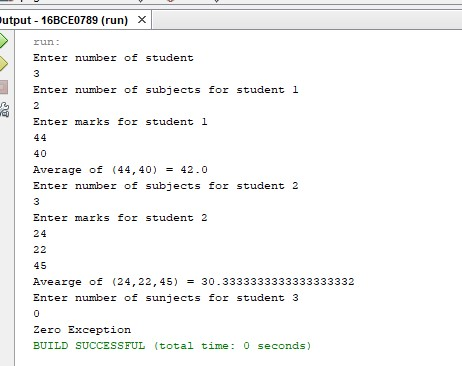 Output - 16BCE0789 (run) ×
run:
Enter number of student
3
Enter number of subjects for student 1
2
Enter marks for student 1
44
40
Average of (44,40) = 42.0
Enter number of subjects for student 2
3
Enter marks for student 2
24
22
45
Avearge of (24,22,45) = 30.3333333333333332
Enter number of sunjects for student 3
0
Zero Exception
BUILD SUCCESSFUL (total time: 0 seconds)